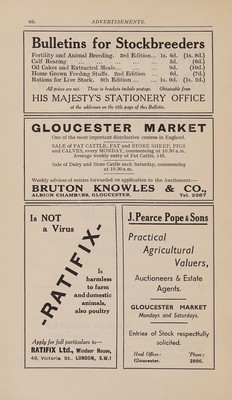 xii. ADVERTISEMENTS.
Bulletins for Stockbreeders
Fertility and Animal Breeding. 3rd Edition... 1s. 6d. (1s. 8d.)
Calf Rearing ... 5d. (6d.)
Oil Cakes and Extracted Meals... 9d. (10d.)
Home Grown Feeding Stuffs. 2nd Edition ... 6d. (7d.)
Rations for Live Stock. 8th Edition ... 1s. 0d. (1s. 2d.)
All prices are net. Those in brackets include postage. Obtainable from
HIS MAJESTY'S STATIONERY OFFICE
at the addresses on the title page of this Bulletin.
GLOUCESTER MARKET
One of the most important distributive centres in England.
SALE OF FAT CATTLE, FAT and STORE SHEEP, PIGS
and CALVES, every MONDAY, commencing at 10.30 a.m.
Average weekly entry of Fat Cattle, 145.
Sale of Dairy and Store Cattle each Saturday, commencing
at 10.30 a.m.
Weekly advices of entries forwarded on application to the Auctioneers:—
BRUTON KNOWLES & CO.,
ALBION CHAMBERS, GLOUCESTER. Tel. 2267
Is NOT
a Virus
-RATIFIX-
Is
harmless
to farm
and domestic
animals,
also poultry
Apply for full particulars to—
RATIFIX Ltd., Windsor House,
46, Victoria St. LONDON, S.W.1
J. Pearce Pope & Sons
Practical
Agricultural
Valuers,
Auctioneers & Estate
Agents.
GLOUCESTER MARKET
Mondays and Saturdays.
Entries of Stock respectfully
solicited.
Head Office: 'Phone:
Gloucester. 2806.